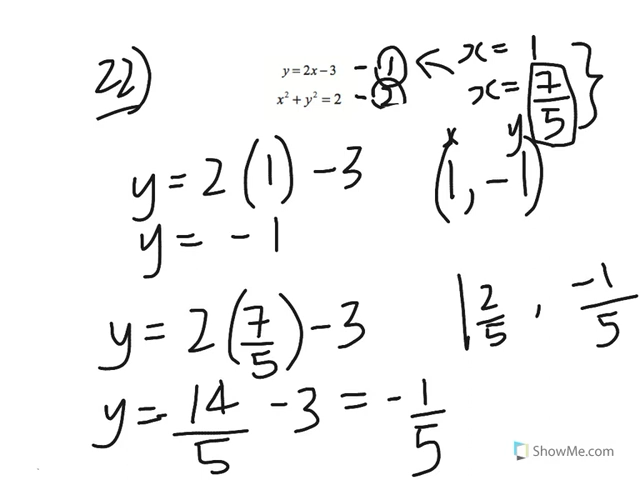 22)
y = 2x − 3 - 1 ← x = 1
x² + y² = 2 - 2 x = 7/5 }
x y
y = 2 (1) - 3 (1, -1)
y = - 1
y = 2 (7/5) - 3 1 2/5 , -1/5
y = 14/5 - 3 = - 1/5
ShowMe.com